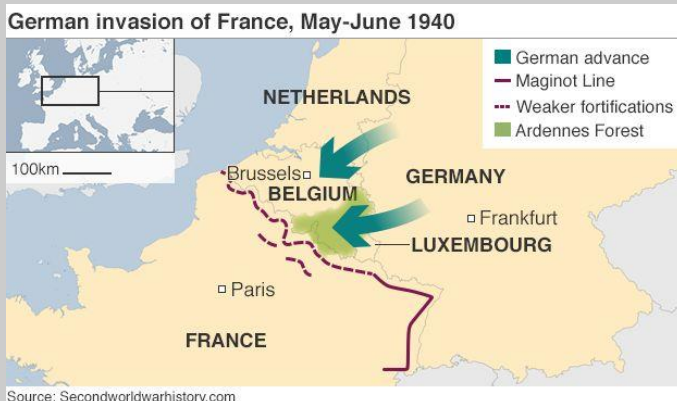 German invasion of France, May-June 1940
German advance
Maginot Line
Weaker fortifications
Ardennes Forest
100km
NETHERLANDS
Brussels
BELGIUM
GERMANY
Frankfurt
LUXEMBOURG
Paris
FRANCE
Source: Secondworldwarhistory.com